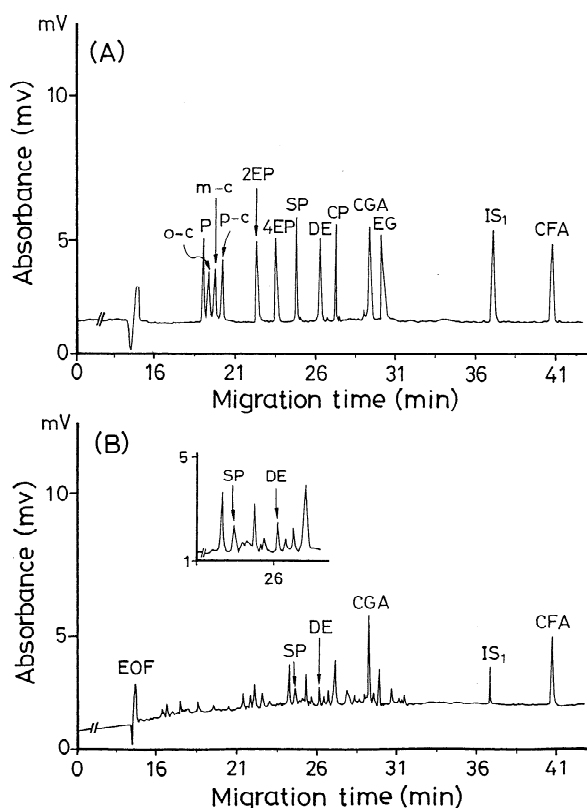 mV
(A)
10
5
0
Absorbance (mv)
2EP
m-c
SP
CGA
P
p-c
CP
o-c
4EP
DE
EG
IS1
CFA
0 16 21 26 31 36 41
Migration time (min)
mV
(B)
10
5
0
Absorbance (mv)
5
SP DE
1
26
CGA
DE
CFA
EOF
SP
IS1
0 16 21 26 31 36 41
Migration time (min)